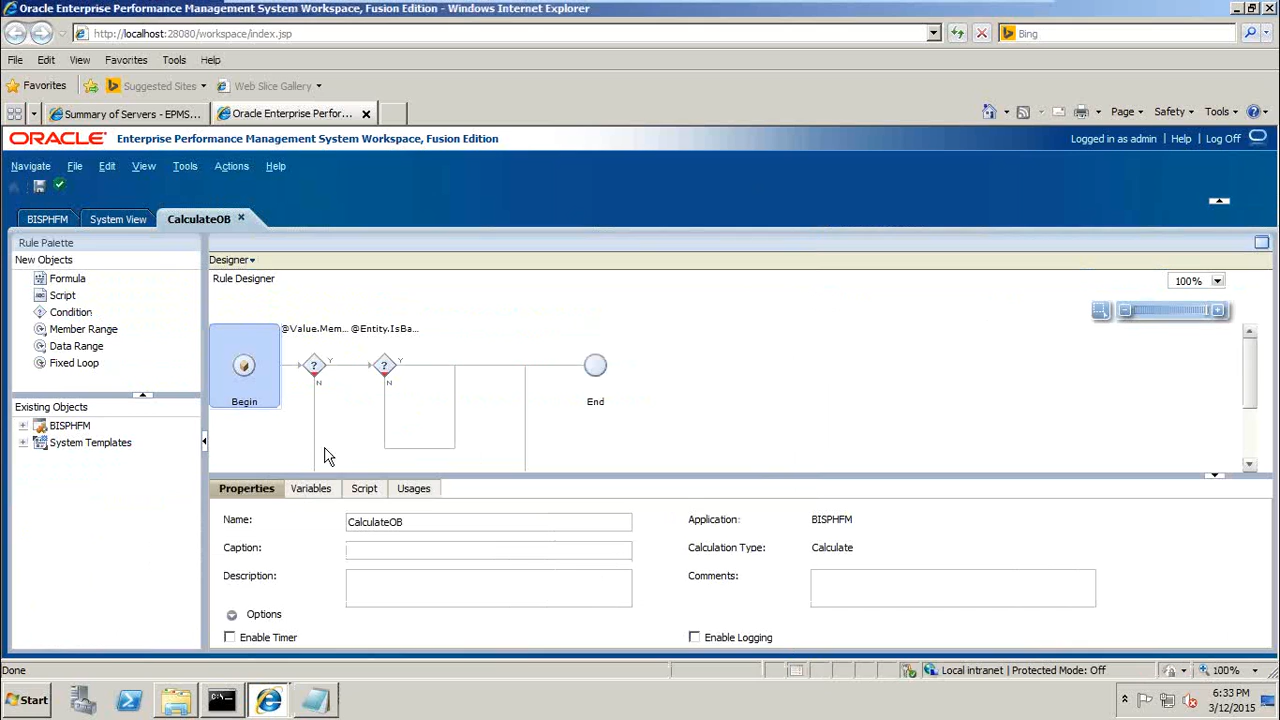 Oracle Enterprise Performance Management System Workspace, Fusion Edition - Windows Internet Explorer
http://localhost:28080/workspace/index.jsp
Bing
File Edit View Favorites Tools Help
Favorites Suggested Sites Web Slice Gallery
Summary of Servers - EPMS... Oracle Enterprise Perfor... Page Safety Tools
ORACLE Enterprise Performance Management System Workspace, Fusion Edition Logged in as admin Help Log Off
Navigate File Edit View Tools Actions Help
BISPHFM System View CalculateOB
Rule Palette
New Objects
Formula
Script
Condition
Member Range
Data Range
Fixed Loop
Existing Objects
BISPHFM
System Templates
Designer
Rule Designer
100%
@Value.Mem... @Entity.IsBa...
? Y ? Y
N N
Begin End
Properties Variables Script Usages
Name: CalculateOB Application: BISPHFM
Caption: Calculation Type: Calculate
Description: Comments:
Options
Enable Timer Enable Logging
Done Local intranet | Protected Mode: Off 100%
Start 6:33 PM
3/12/2015